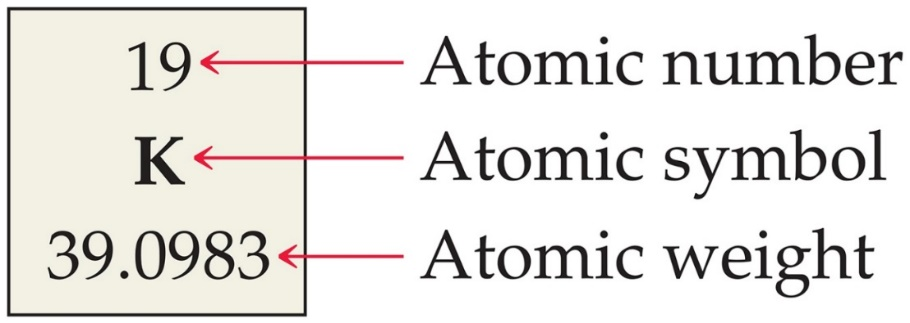 19 Atomic number
K Atomic symbol
39.0983 Atomic weight